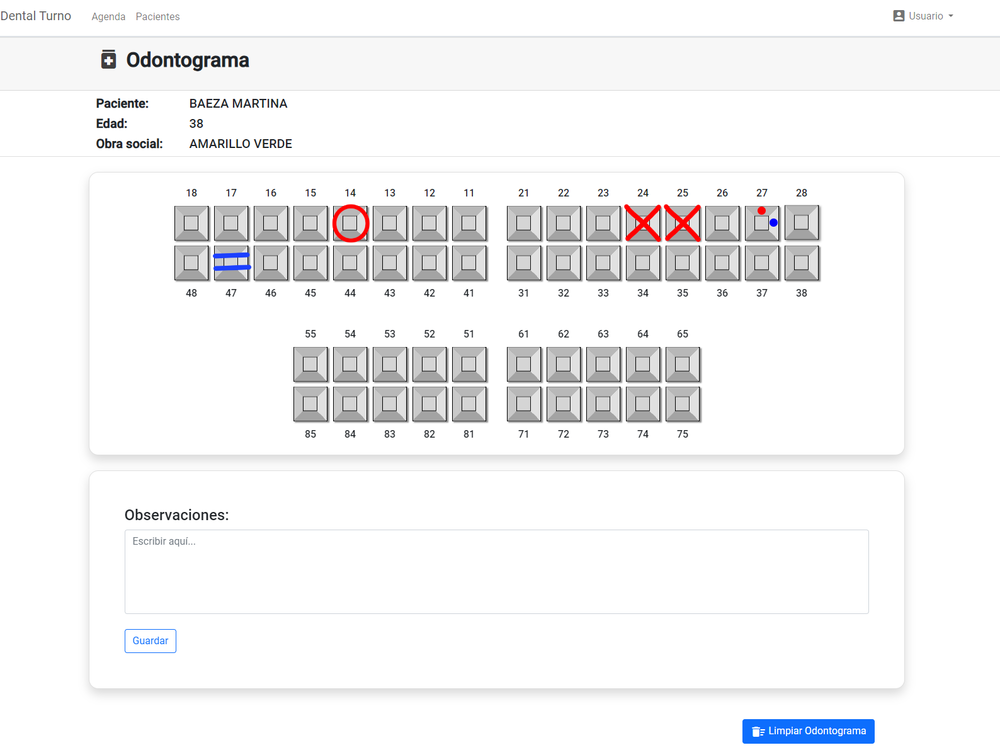 Dental Turno Agenda Pacientes Usuario
Odontograma
Paciente: BAEZA MARTINA
Edad: 38
Obra social: AMARILLO VERDE
18 17 16 15 14 13 12 11 21 22 23 24 25 26 27 28
48 47 46 45 44 43 42 41 31 32 33 34 35 36 37 38
55 54 53 52 51 61 62 63 64 65
85 84 83 82 81 71 72 73 74 75
Observaciones:
Escribir aquí...
Guardar
Limpiar Odontograma